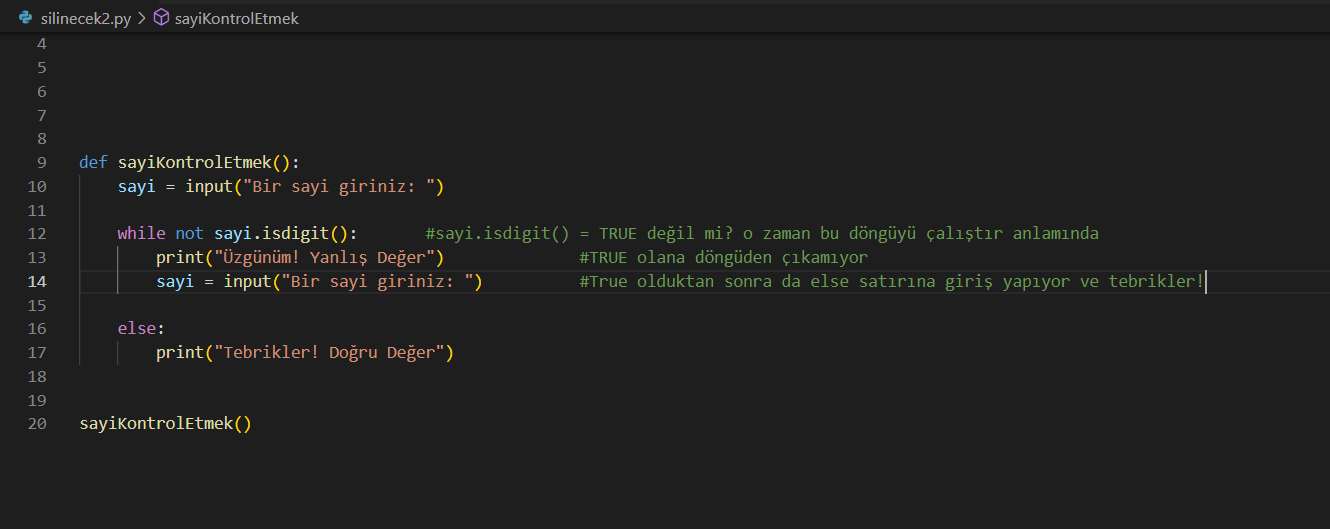 silinecek2.py > sayiKontrolEtmek
4
5
6
7
8
9 def sayiKontrolEtmek():
10     sayi = input("Bir sayi giriniz: ")
11
12     while not sayi.isdigit():       #sayi.isdigit() = TRUE değil mi? o zaman bu döngüyü çalıştır anlamında
13         print("Üzgünüm! Yanlış Değer")              #TRUE olana döngüden çıkamıyor
14         sayi = input("Bir sayi giriniz: ")          #True olduktan sonra da else satırına giriş yapıyor ve tebrikler!
15
16     else:
17         print("Tebrikler! Doğru Değer")
18
19
20 sayiKontrolEtmek()